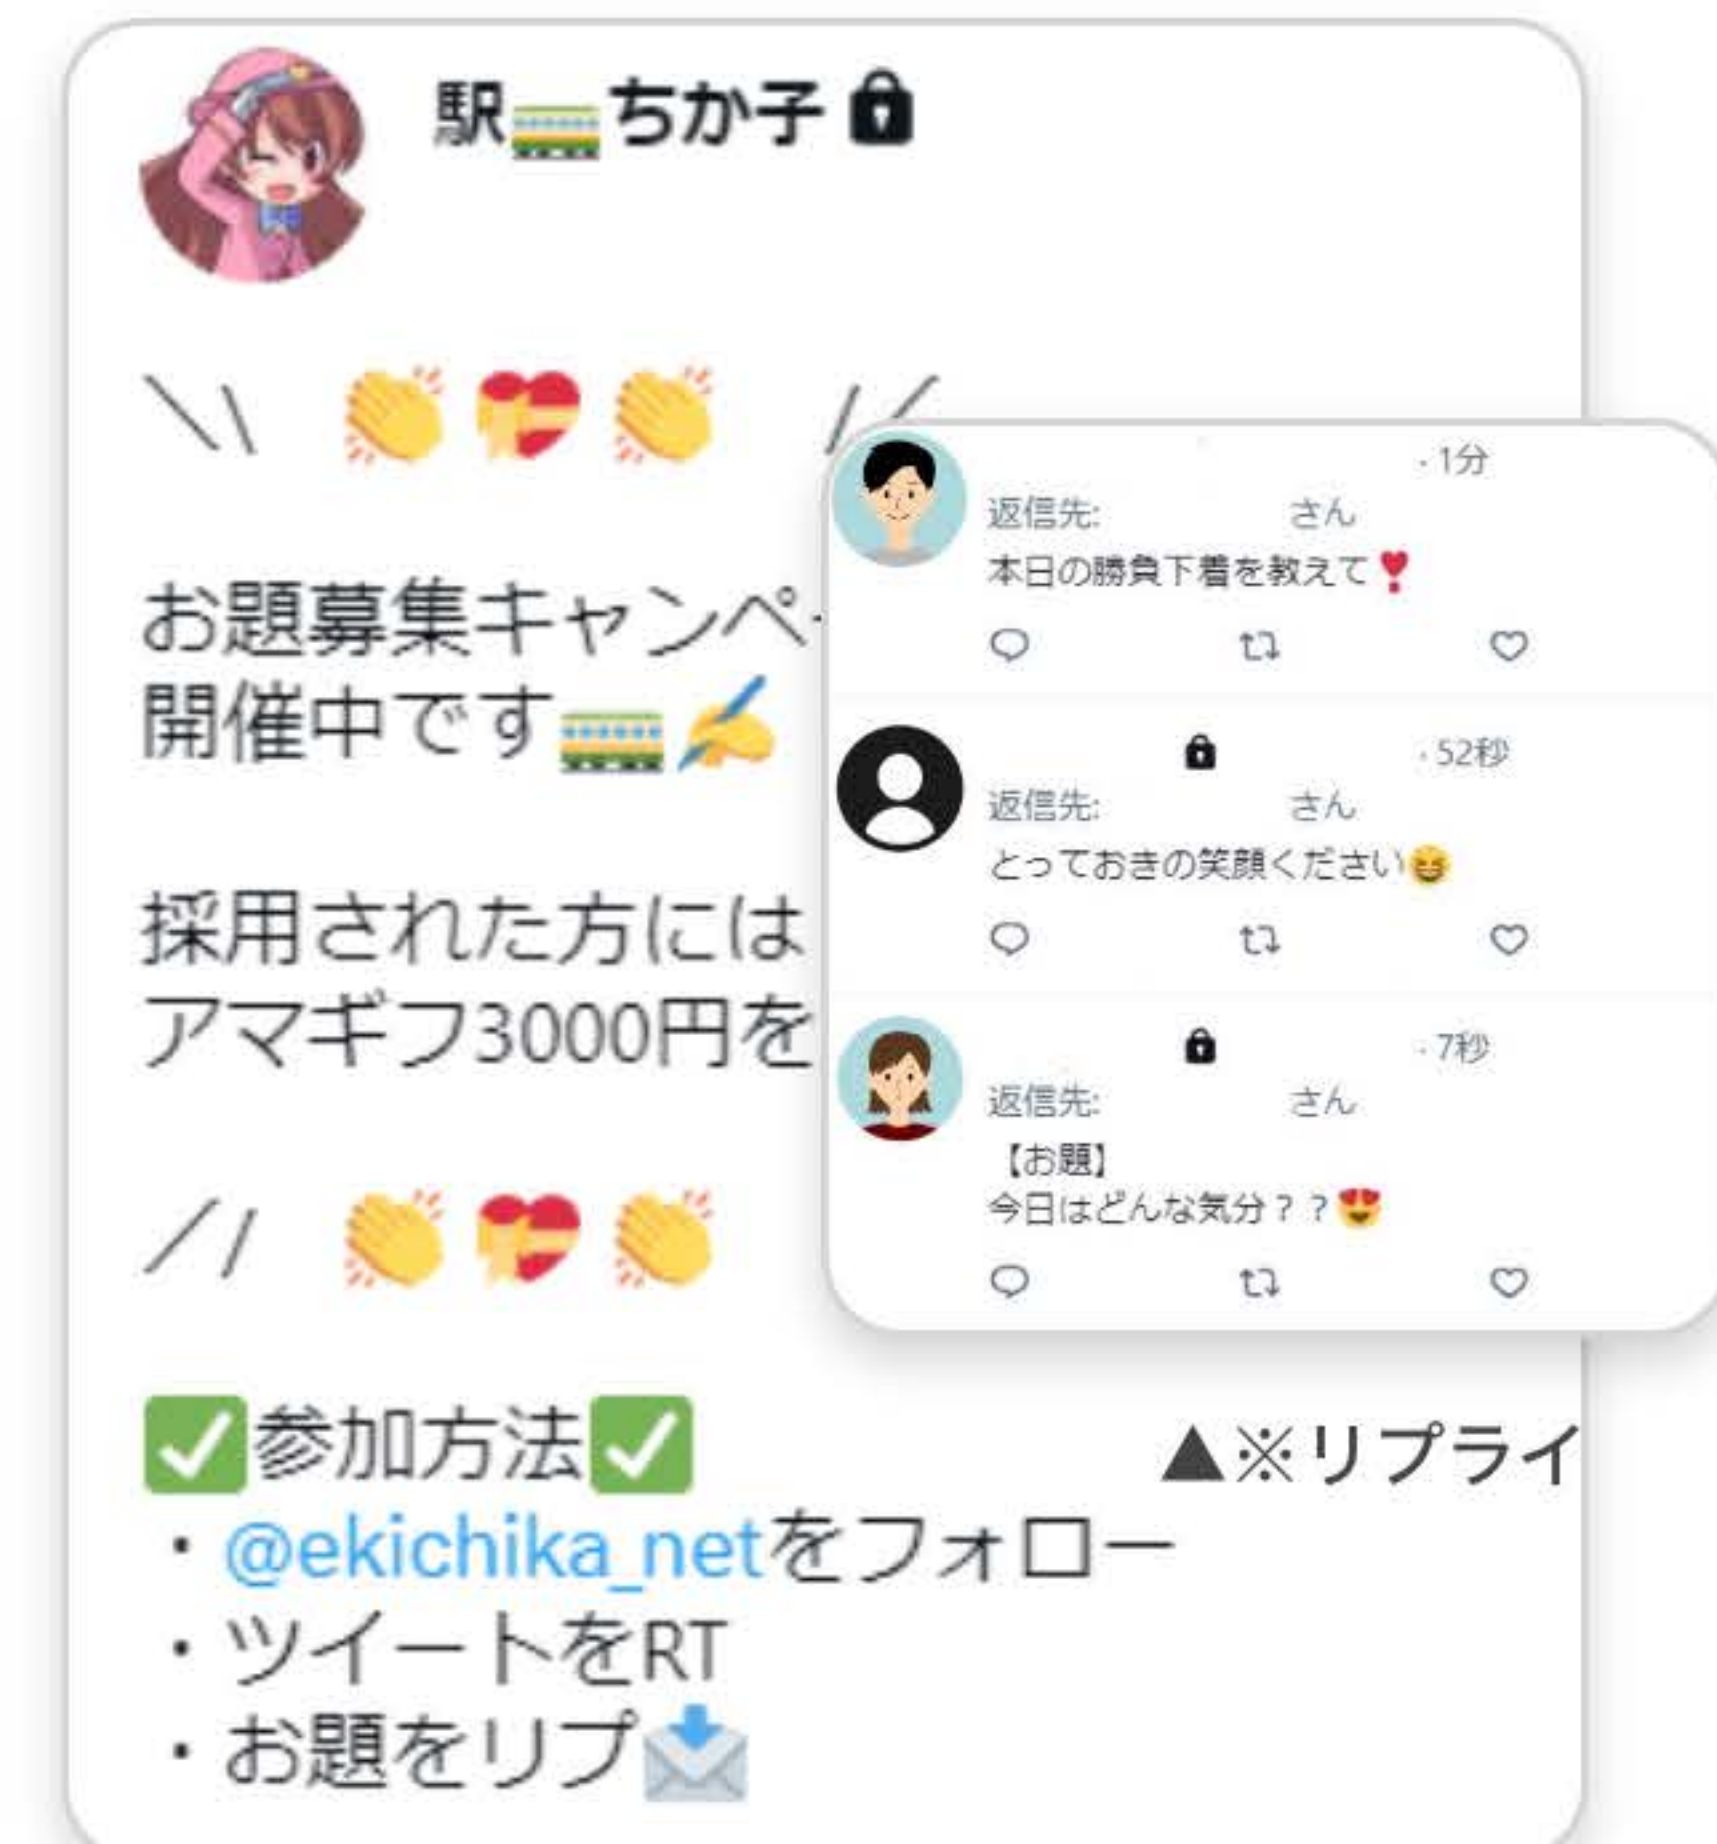 駅🚃ちか子🔒
\\ 👏💝👏 //
お題募集キャンペ
開催中です🚃✍
採用された方には
アマギフ3000円を
// 👏💝👏
✅参加方法✅
・@ekichika_netをフォロー
・ツイートをRT
・お題をリプ📩
· 1分
返信先: さん
本日の勝負下着を教えて❣
🔒 · 52秒
返信先: さん
とっておきの笑顔ください😆
🔒 · 7秒
返信先: さん
【お題】
今日はどんな気分？？😍
▲※リプライ